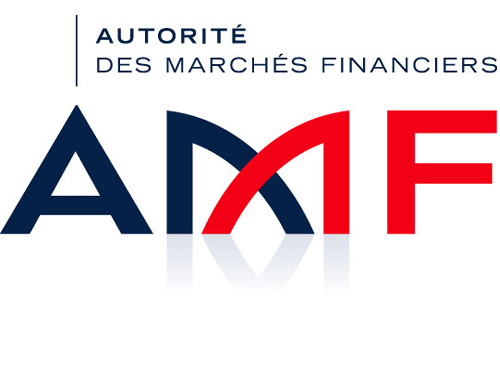 AUTORITÉ
DES MARCHÉS FINANCIERS
AMF